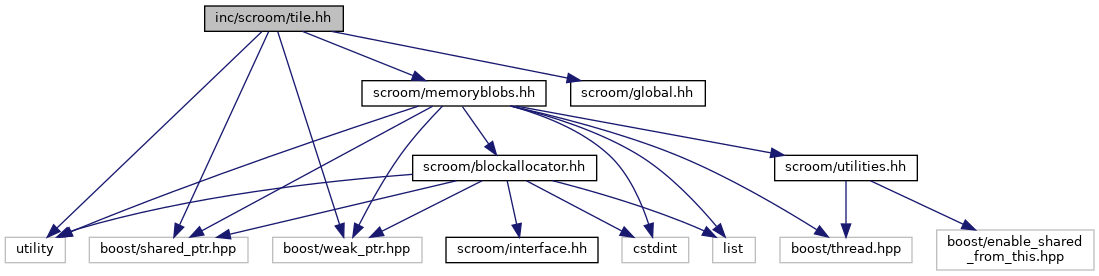 inc/scroom/tile.hh
scroom/memoryblobs.hh
scroom/global.hh
scroom/blockallocator.hh
scroom/utilities.hh
utility
boost/shared_ptr.hpp
boost/weak_ptr.hpp
scroom/interface.hh
cstdint
list
boost/thread.hpp
boost/enable_shared
_from_this.hpp